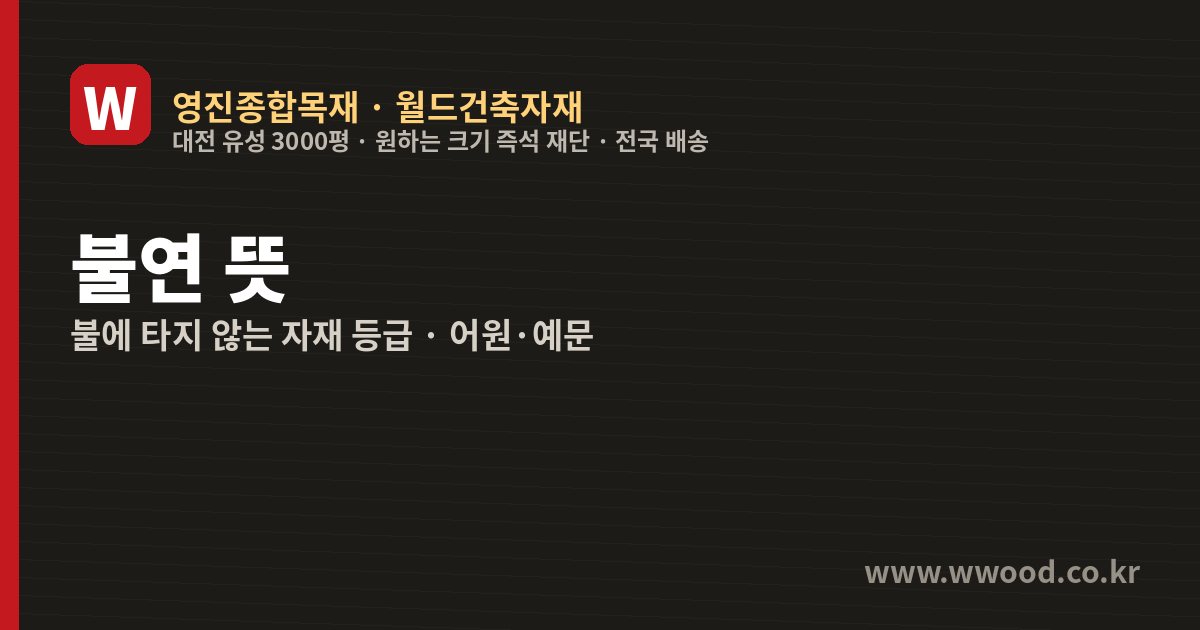 W
영진종합목재 · 월드건축자재
대전 유성 3000평 · 원하는 크기 즉석 재단 · 전국 배송
불연 뜻
불에 타지 않는 자재 등급 · 어원·예문
www.wwood.co.kr